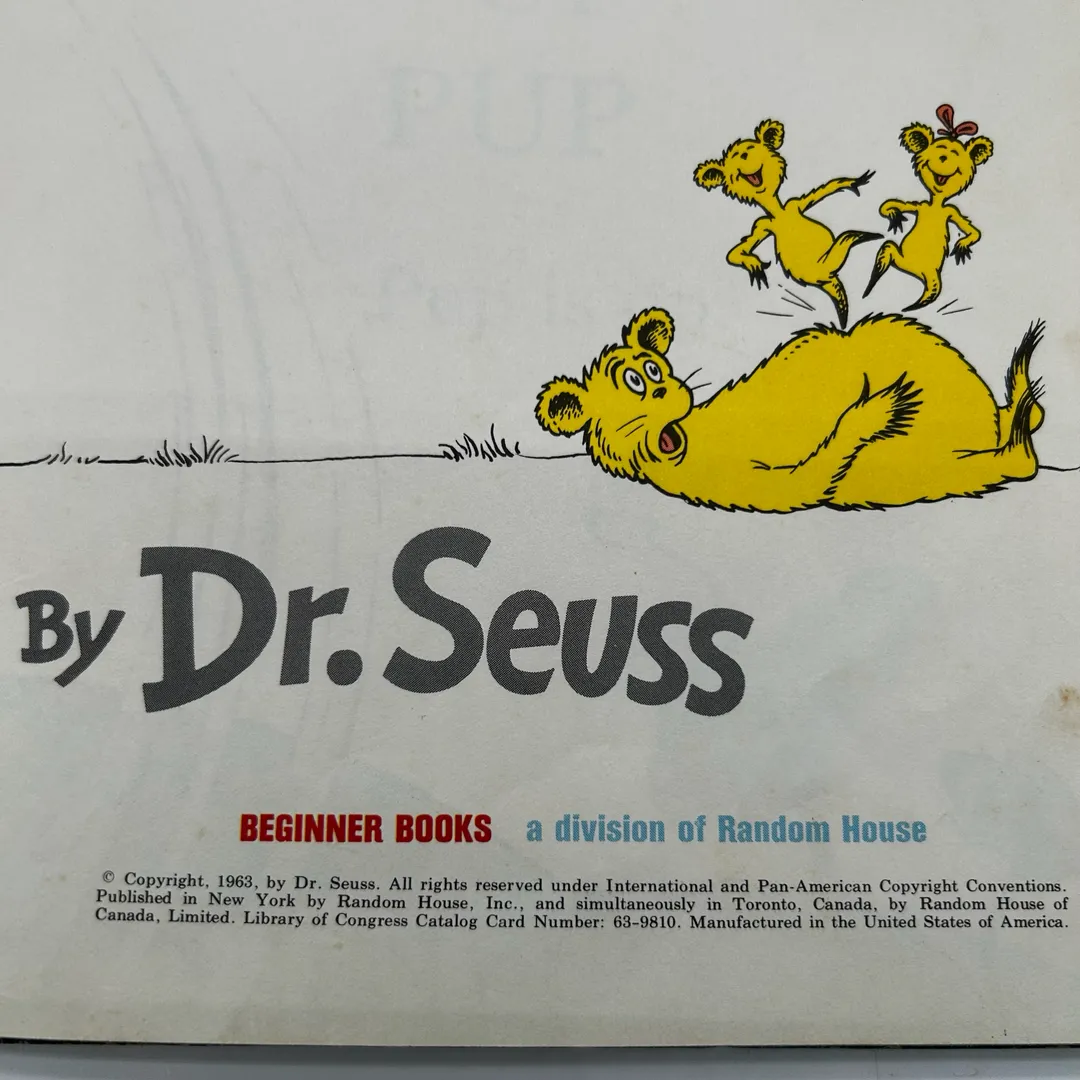 By Dr. Seuss
BEGINNER BOOKS a division of Random House
© Copyright, 1963, by Dr. Seuss. All rights reserved under International and Pan-American Copyright Conventions.
Published in New York by Random House, Inc., and simultaneously in Toronto, Canada, by Random House of
Canada, Limited. Library of Congress Catalog Card Number: 63-9810. Manufactured in the United States of America.